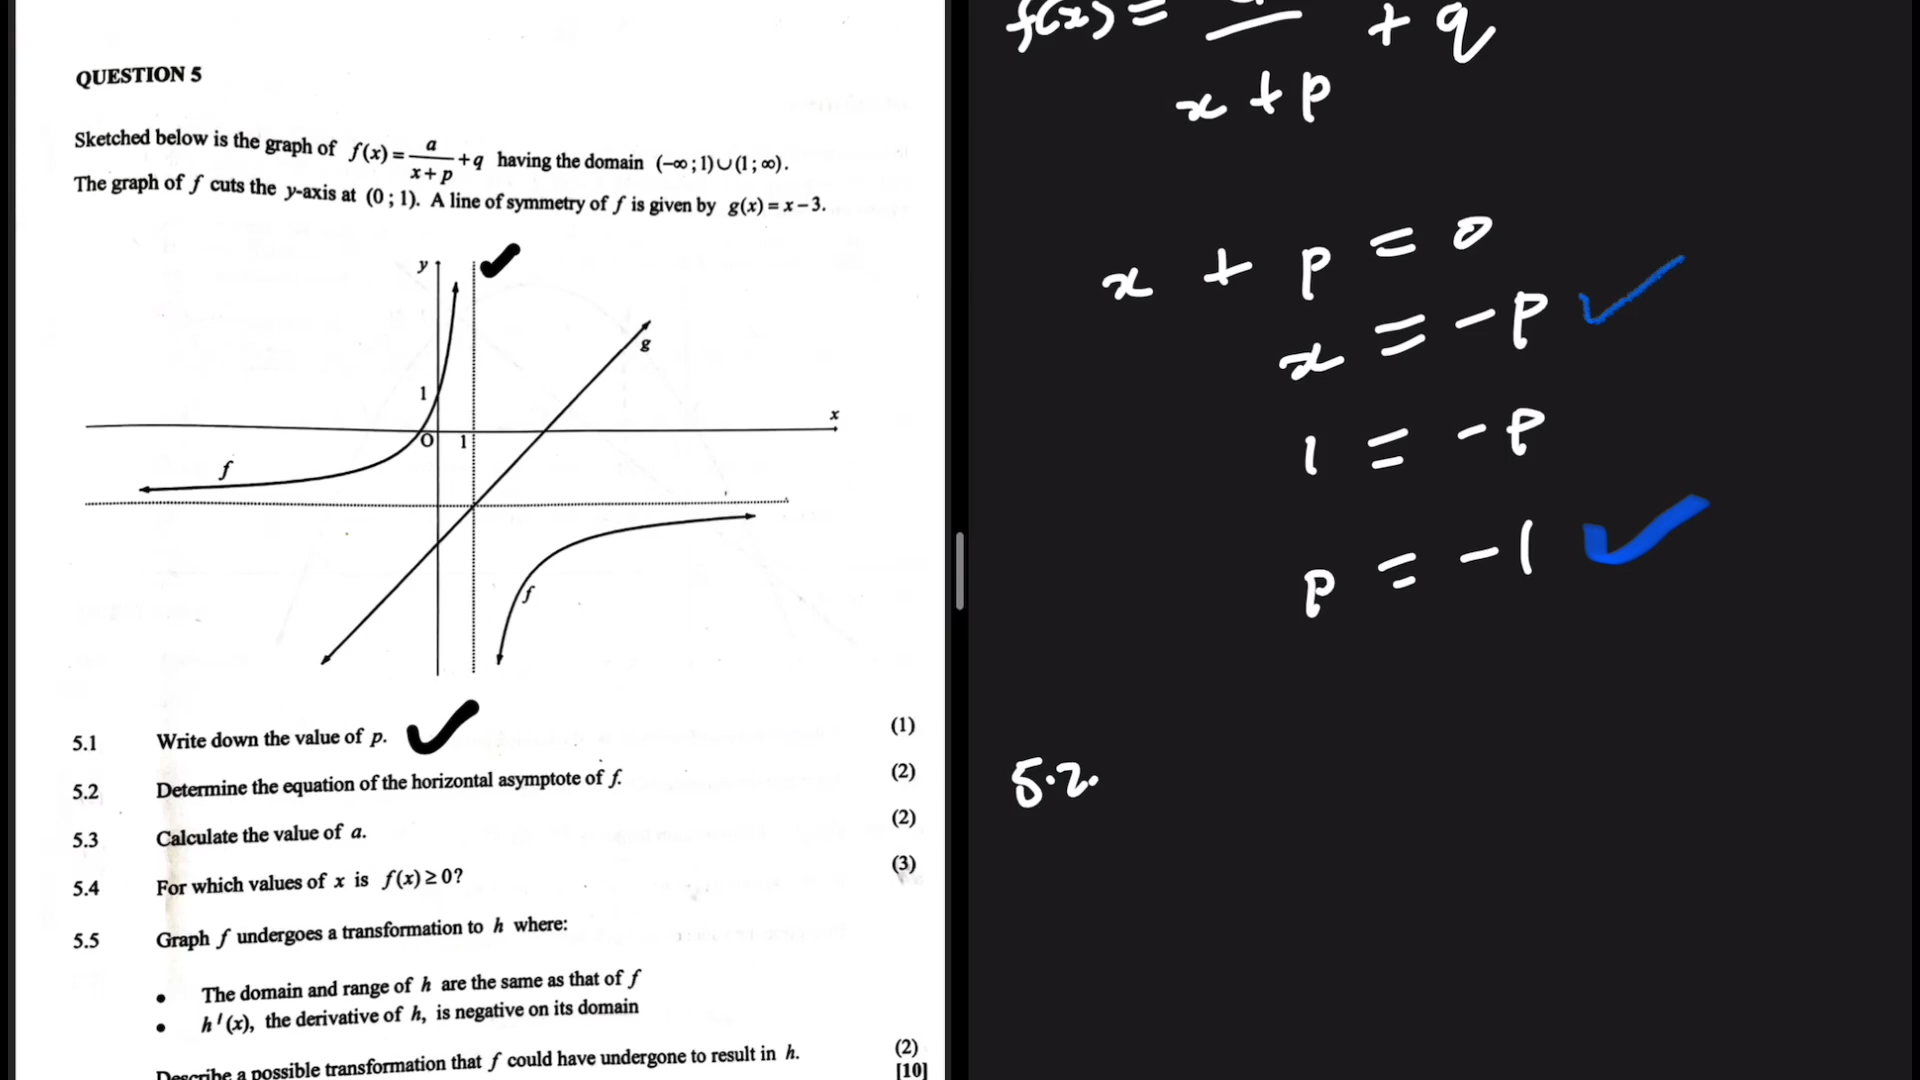 QUESTION 5
Sketched below is the graph of f(x) = a/(x+p) + q having the domain (−∞ ; 1) ∪ (1 ; ∞).
The graph of f cuts the y-axis at (0 ; 1). A line of symmetry of f is given by g(x) = x − 3.
y
g
1
x
O 1
f
f
5.1 Write down the value of p. (1)
5.2 Determine the equation of the horizontal asymptote of f. (2)
5.3 Calculate the value of a. (2)
5.4 For which values of x is f(x) ≥ 0? (3)
5.5 Graph f undergoes a transformation to h where:
• The domain and range of h are the same as that of f
• h′(x), the derivative of h, is negative on its domain
Describe a possible transformation that f could have undergone to result in h. (2)
[10]
f(x) = + q
x + p
x + p = 0
x = −p
1 = −p
p = −1
5.2.